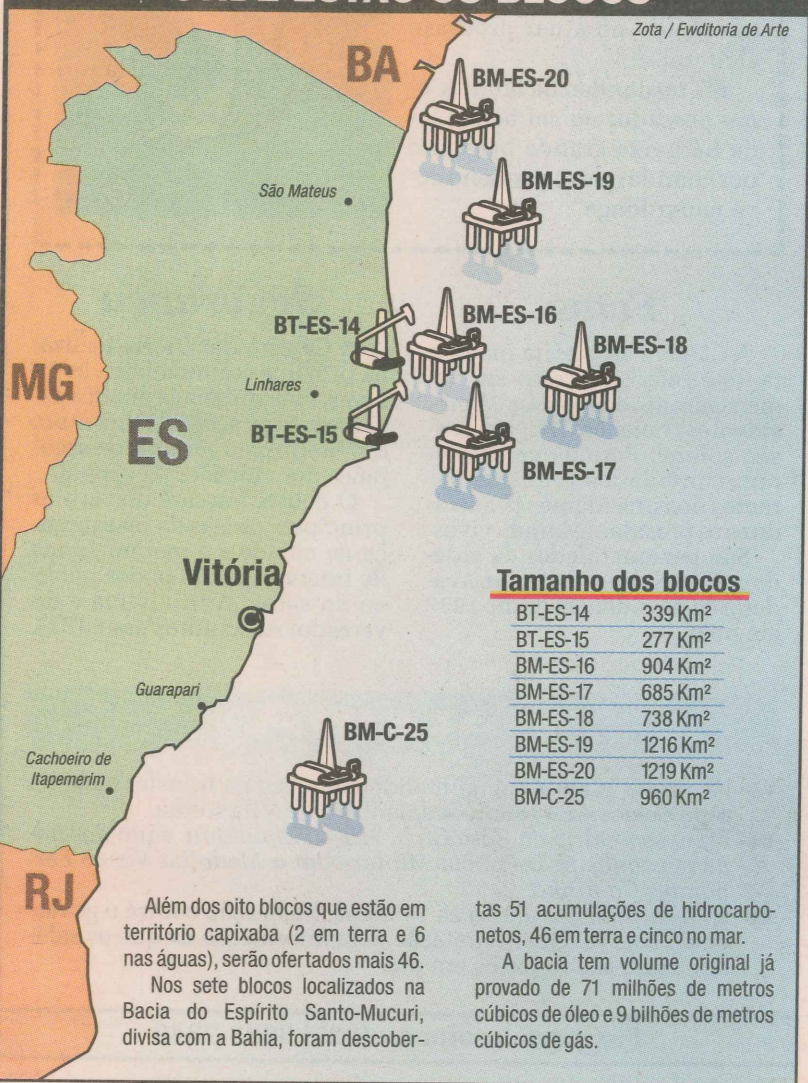 Zota / Ewditoria de Arte
BA
BM-ES-20
São Mateus
BM-ES-19
BT-ES-14
BM-ES-16
BM-ES-18
MG
Linhares
ES
BT-ES-15
BM-ES-17
Vitória
Guarapari
BM-C-25
Cachoeiro de
Itapemerim
RJ
Tamanho dos blocos
BT-ES-14 339 Km²
BT-ES-15 277 Km²
BM-ES-16 904 Km²
BM-ES-17 685 Km²
BM-ES-18 738 Km²
BM-ES-19 1216 Km²
BM-ES-20 1219 Km²
BM-C-25 960 Km²
Além dos oito blocos que estão em
território capixaba (2 em terra e 6
nas águas), serão ofertados mais 46.
Nos sete blocos localizados na
Bacia do Espírito Santo-Mucuri,
divisa com a Bahia, foram descober-
tas 51 acumulações de hidrocarbo-
netos, 46 em terra e cinco no mar.
A bacia tem volume original já
provado de 71 milhões de metros
cúbicos de óleo e 9 bilhões de metros
cúbicos de gás.